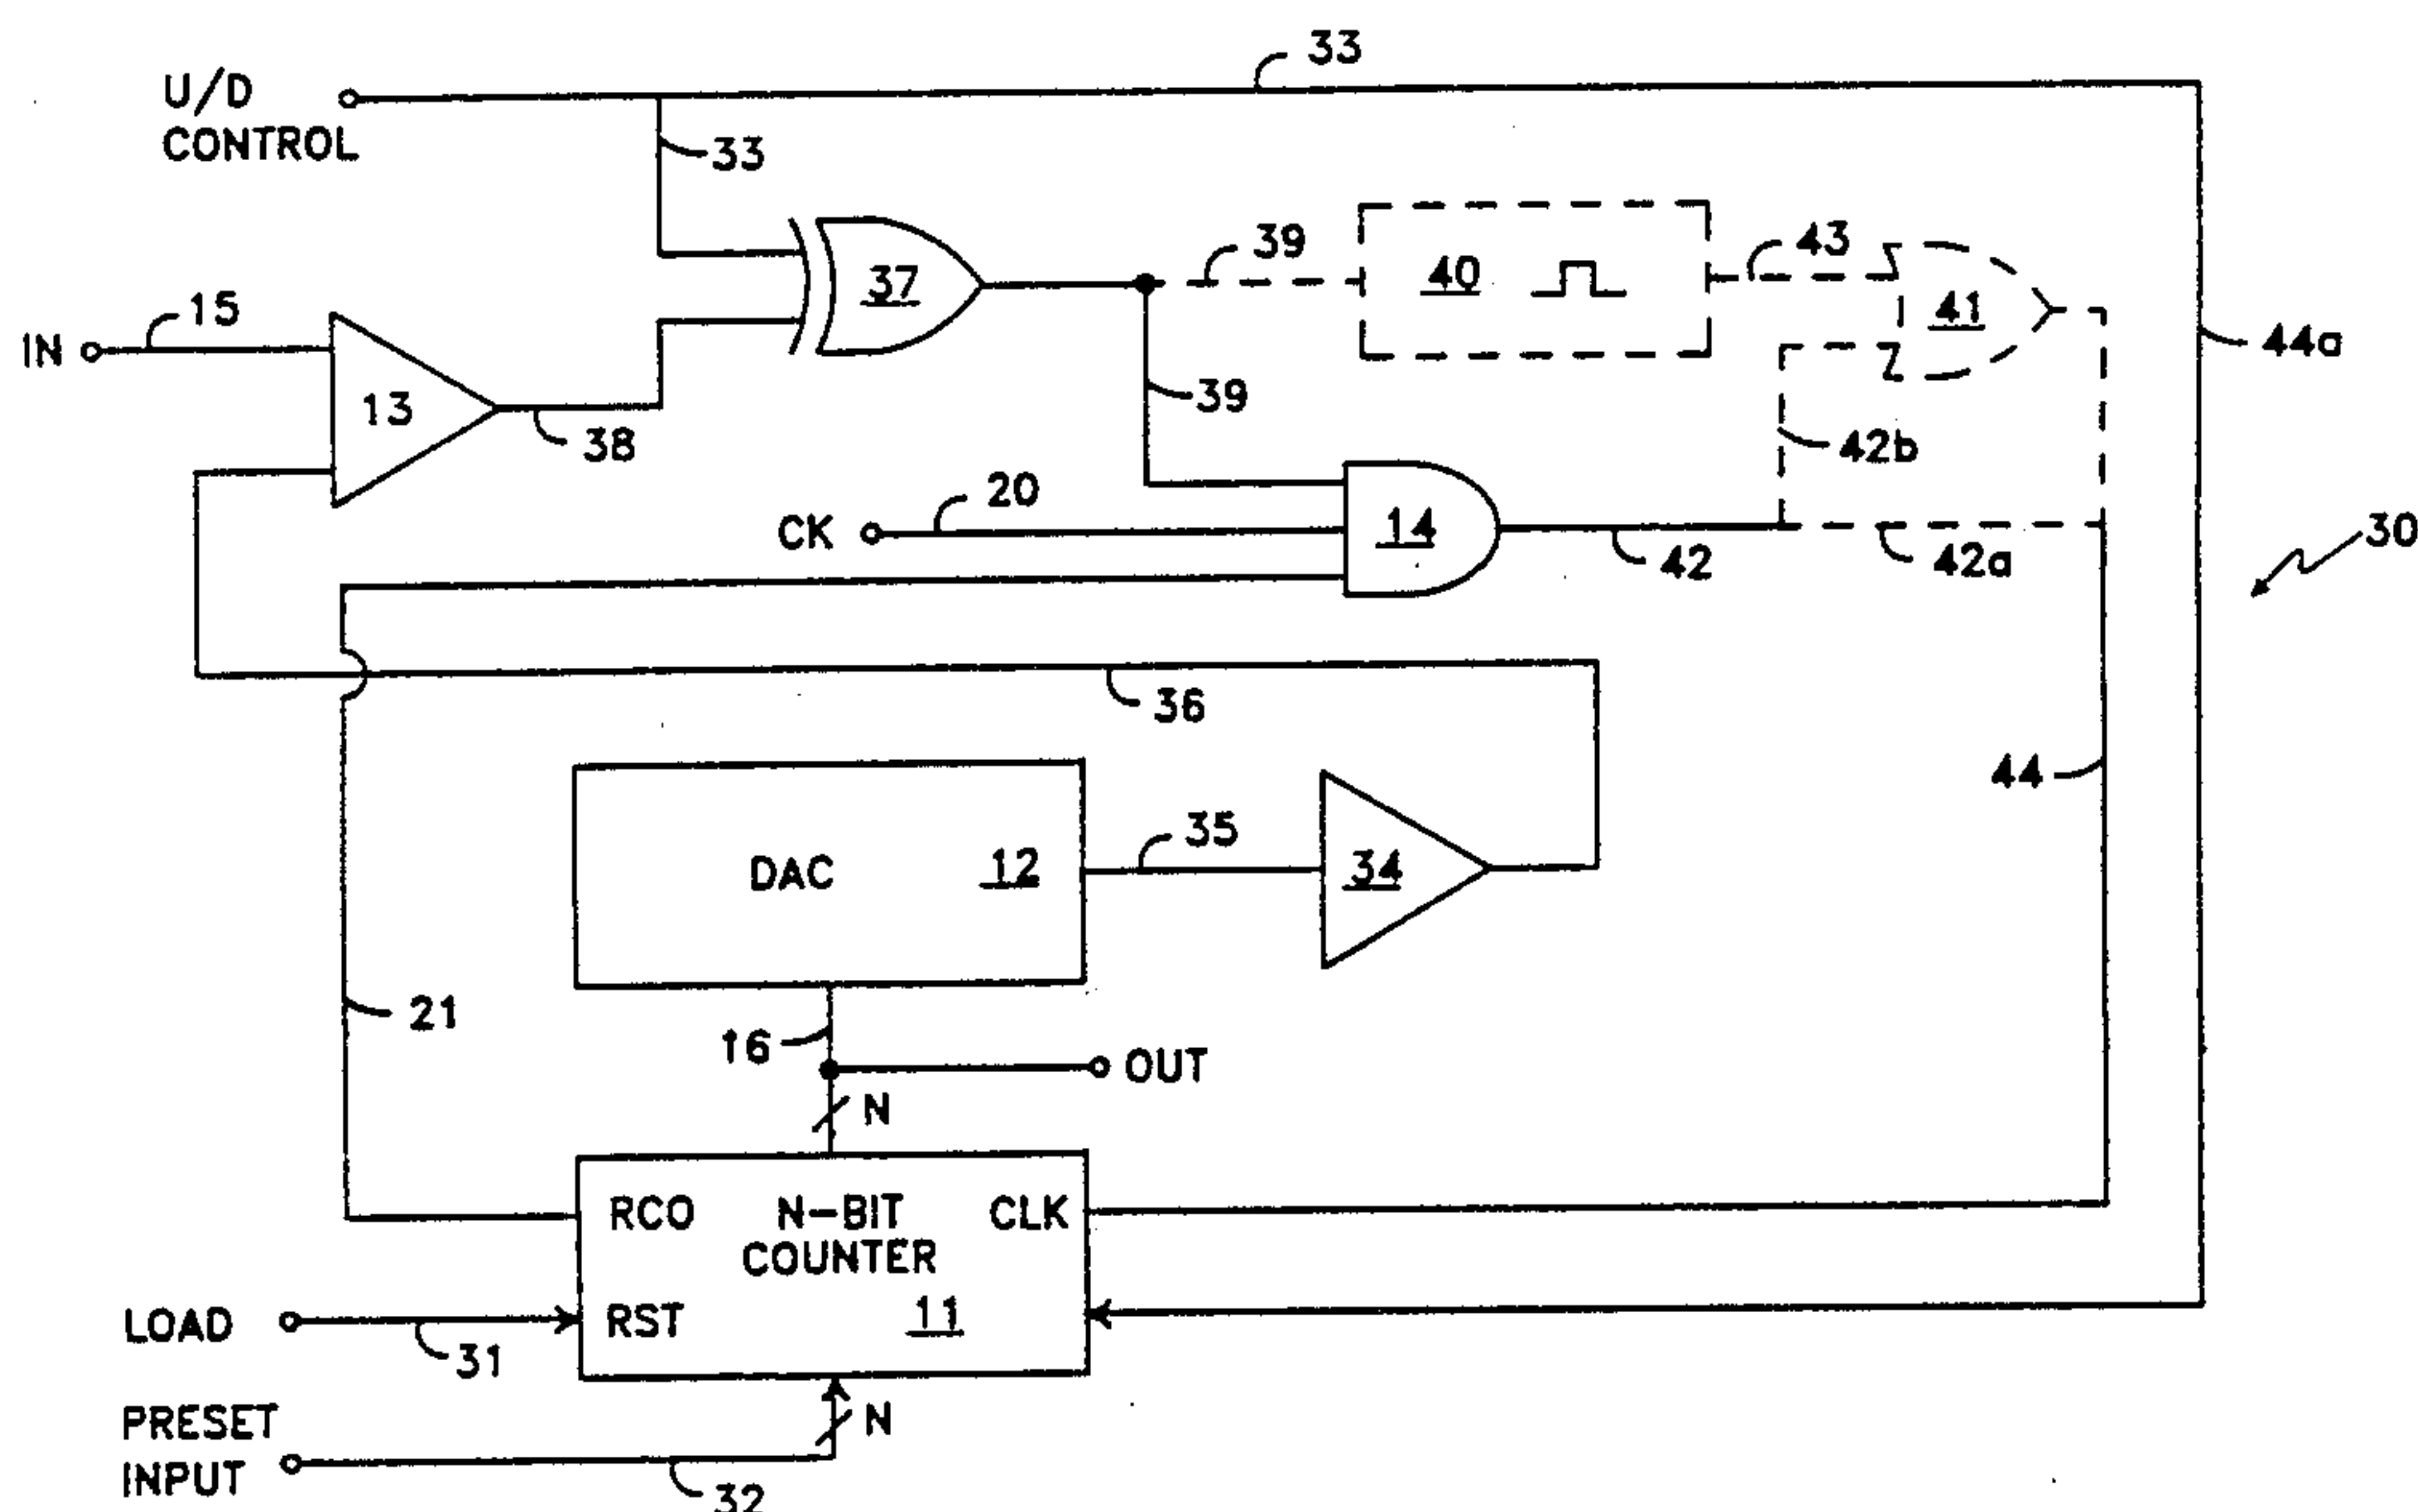 33
U/D
CONTROL
33
37
39
40
43
41
15
IN
13
38
39
44a
42b
20
CK
14
42
42a
30
36
44
DAC 12
35
34
21
16
OUT
N
RCO N-BIT CLK
COUNTER
LOAD
RST
11
31
PRESET
INPUT
N
32